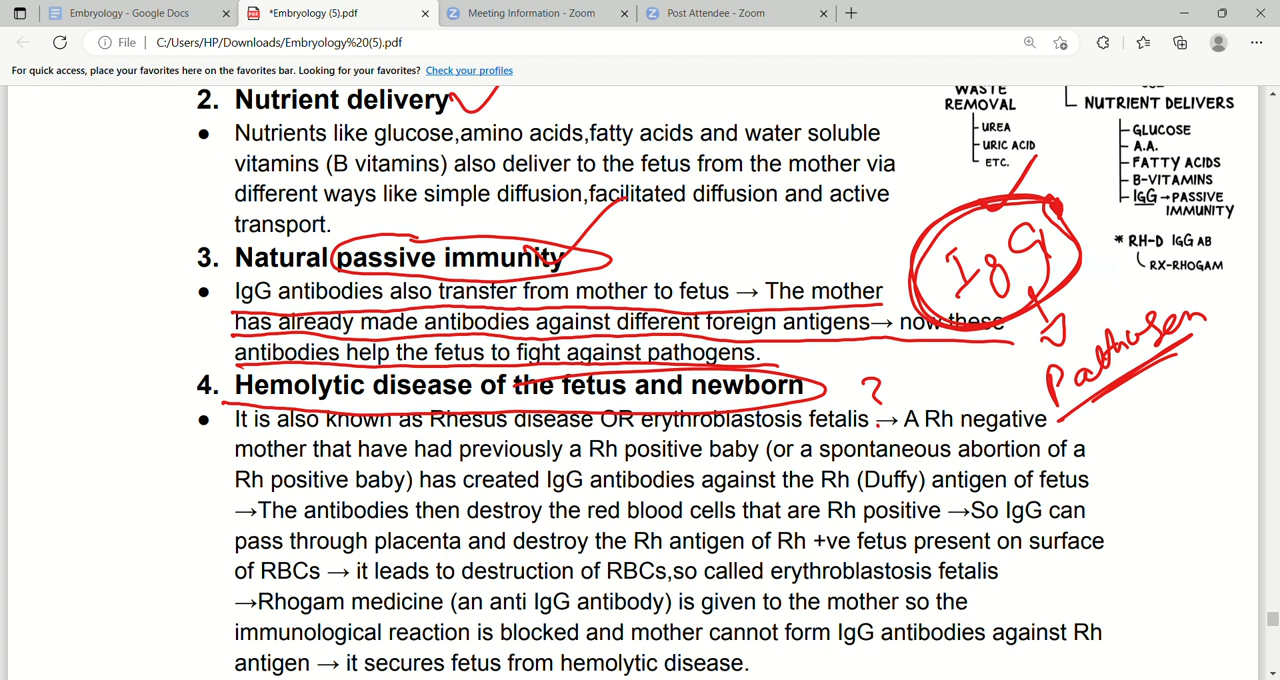 Embryology - Google Docs
*Embryology (5).pdf
Meeting Information - Zoom
Post Attendee - Zoom
File
C:/Users/HP/Downloads/Embryology%20(5).pdf
For quick access, place your favorites here on the favorites bar. Looking for your favorites? Check your profiles
2. Nutrient delivery
● Nutrients like glucose,amino acids,fatty acids and water soluble
vitamins (B vitamins) also deliver to the fetus from the mother via
different ways like simple diffusion,facilitated diffusion and active
transport.
3. Natural passive immunity
● IgG antibodies also transfer from mother to fetus → The mother
has already made antibodies against different foreign antigens→ now these
antibodies help the fetus to fight against pathogens.
4. Hemolytic disease of the fetus and newborn
● It is also known as Rhesus disease OR erythroblastosis fetalis → A Rh negative
mother that have had previously a Rh positive baby (or a spontaneous abortion of a
Rh positive baby) has created IgG antibodies against the Rh (Duffy) antigen of fetus
→The antibodies then destroy the red blood cells that are Rh positive →So IgG can
pass through placenta and destroy the Rh antigen of Rh +ve fetus present on surface
of RBCs → it leads to destruction of RBCs,so called erythroblastosis fetalis
→Rhogam medicine (an anti IgG antibody) is given to the mother so the
immunological reaction is blocked and mother cannot form IgG antibodies against Rh
antigen → it secures fetus from hemolytic disease.
WASTE
REMOVAL
UREA
URIC ACID
ETC.
NUTRIENT DELIVERS
GLUCOSE
A.A.
FATTY ACIDS
B-VITAMINS
IGG → PASSIVE
IMMUNITY
* RH-D IGG AB
RX-RHOGAM
IgG
Pathogen
?